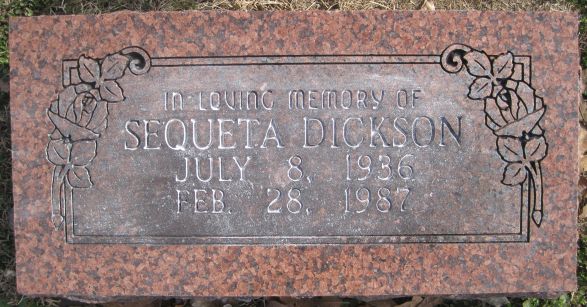 IN LOVING MEMORY OF
SEQUETA DICKSON
JULY 8, 1936
FEB. 28, 1987